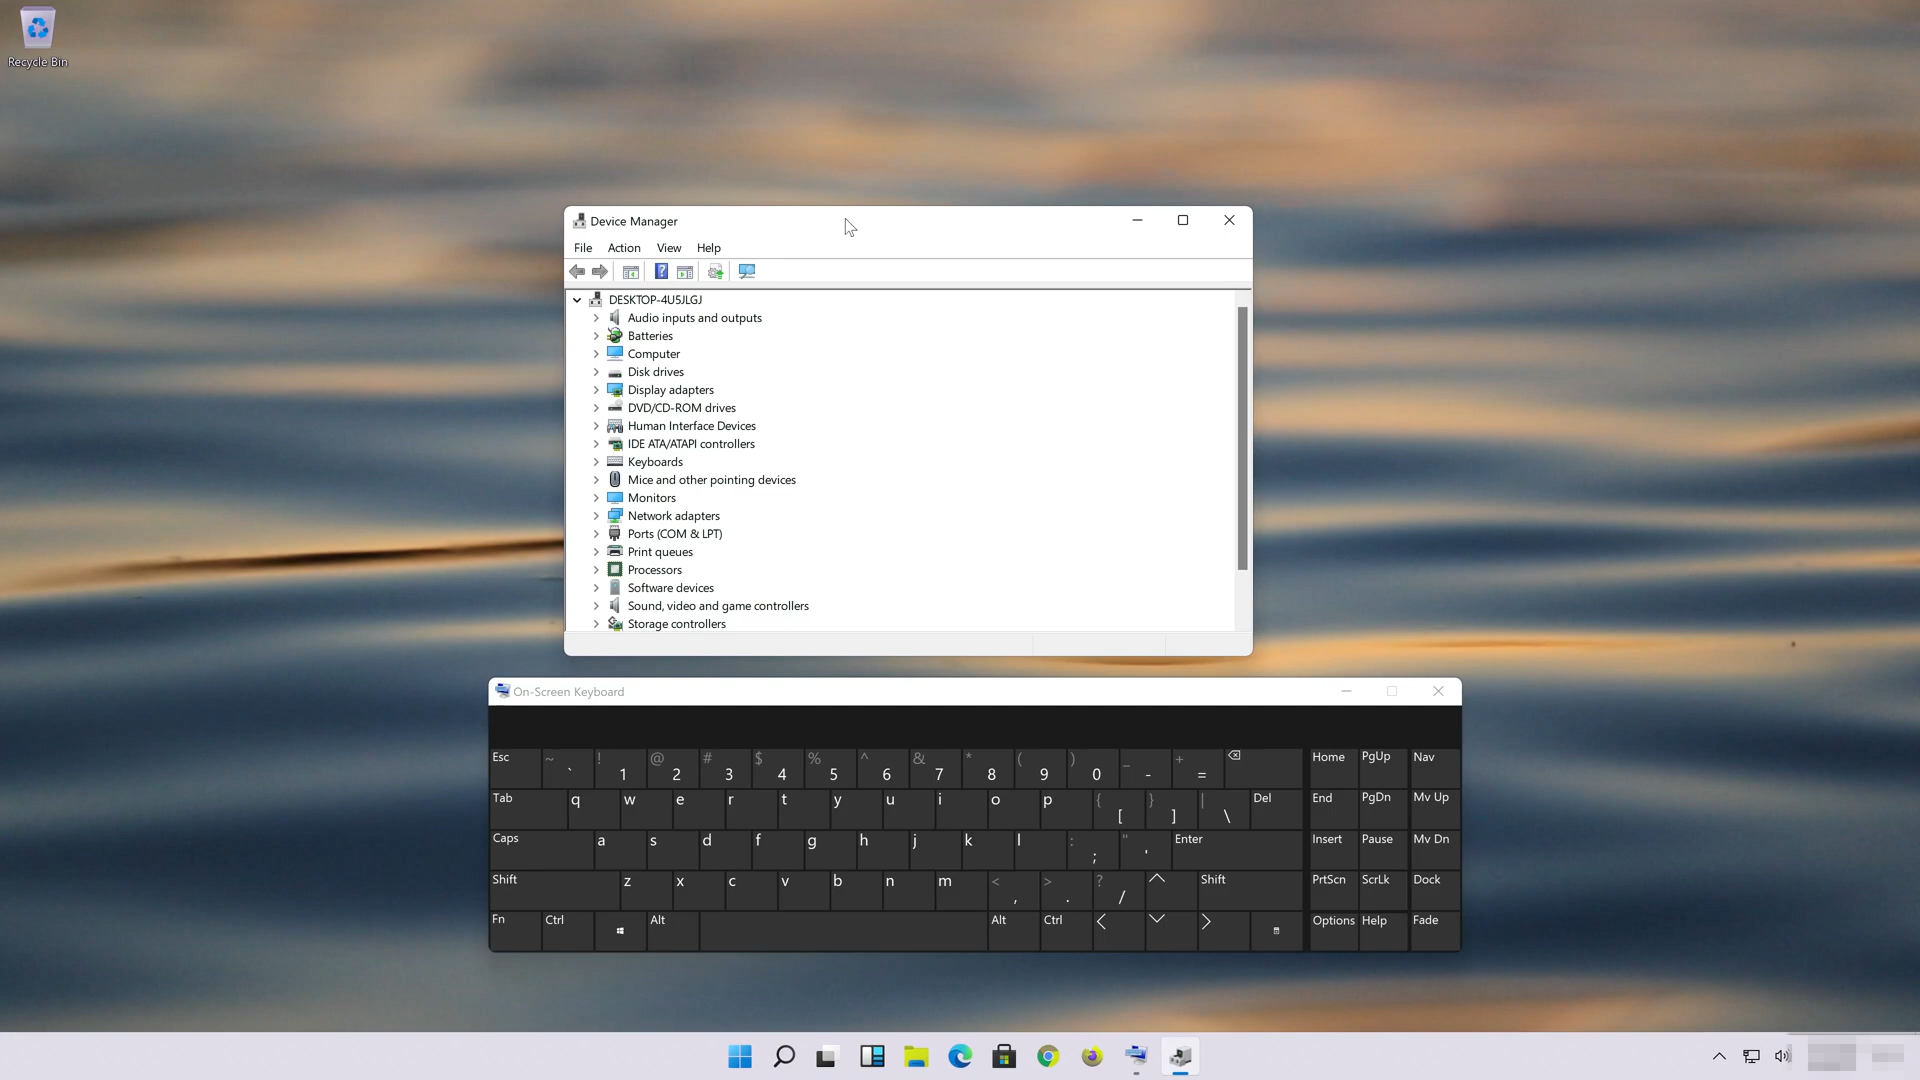 Recycle Bin
Device Manager
File Action View Help
DESKTOP-4U5JLGJ
Audio inputs and outputs
Batteries
Computer
Disk drives
Display adapters
DVD/CD-ROM drives
Human Interface Devices
IDE ATA/ATAPI controllers
Keyboards
Mice and other pointing devices
Monitors
Network adapters
Ports (COM & LPT)
Print queues
Processors
Software devices
Sound, video and game controllers
Storage controllers
On-Screen Keyboard
Esc ~ ` ! 1 @ 2 # 3 $ 4 % 5 ^ 6 & 7 * 8 ( 9 ) 0 _ - + = Home PgUp Nav
Tab q w e r t y u i o p { [ } ] | \ Del End PgDn Mv Up
Caps a s d f g h j k l : ; " ' Enter Insert Pause Mv Dn
Shift z x c v b n m < , > . ? / Shift PrtScn ScrLk Dock
Fn Ctrl Alt Alt Ctrl Options Help Fade